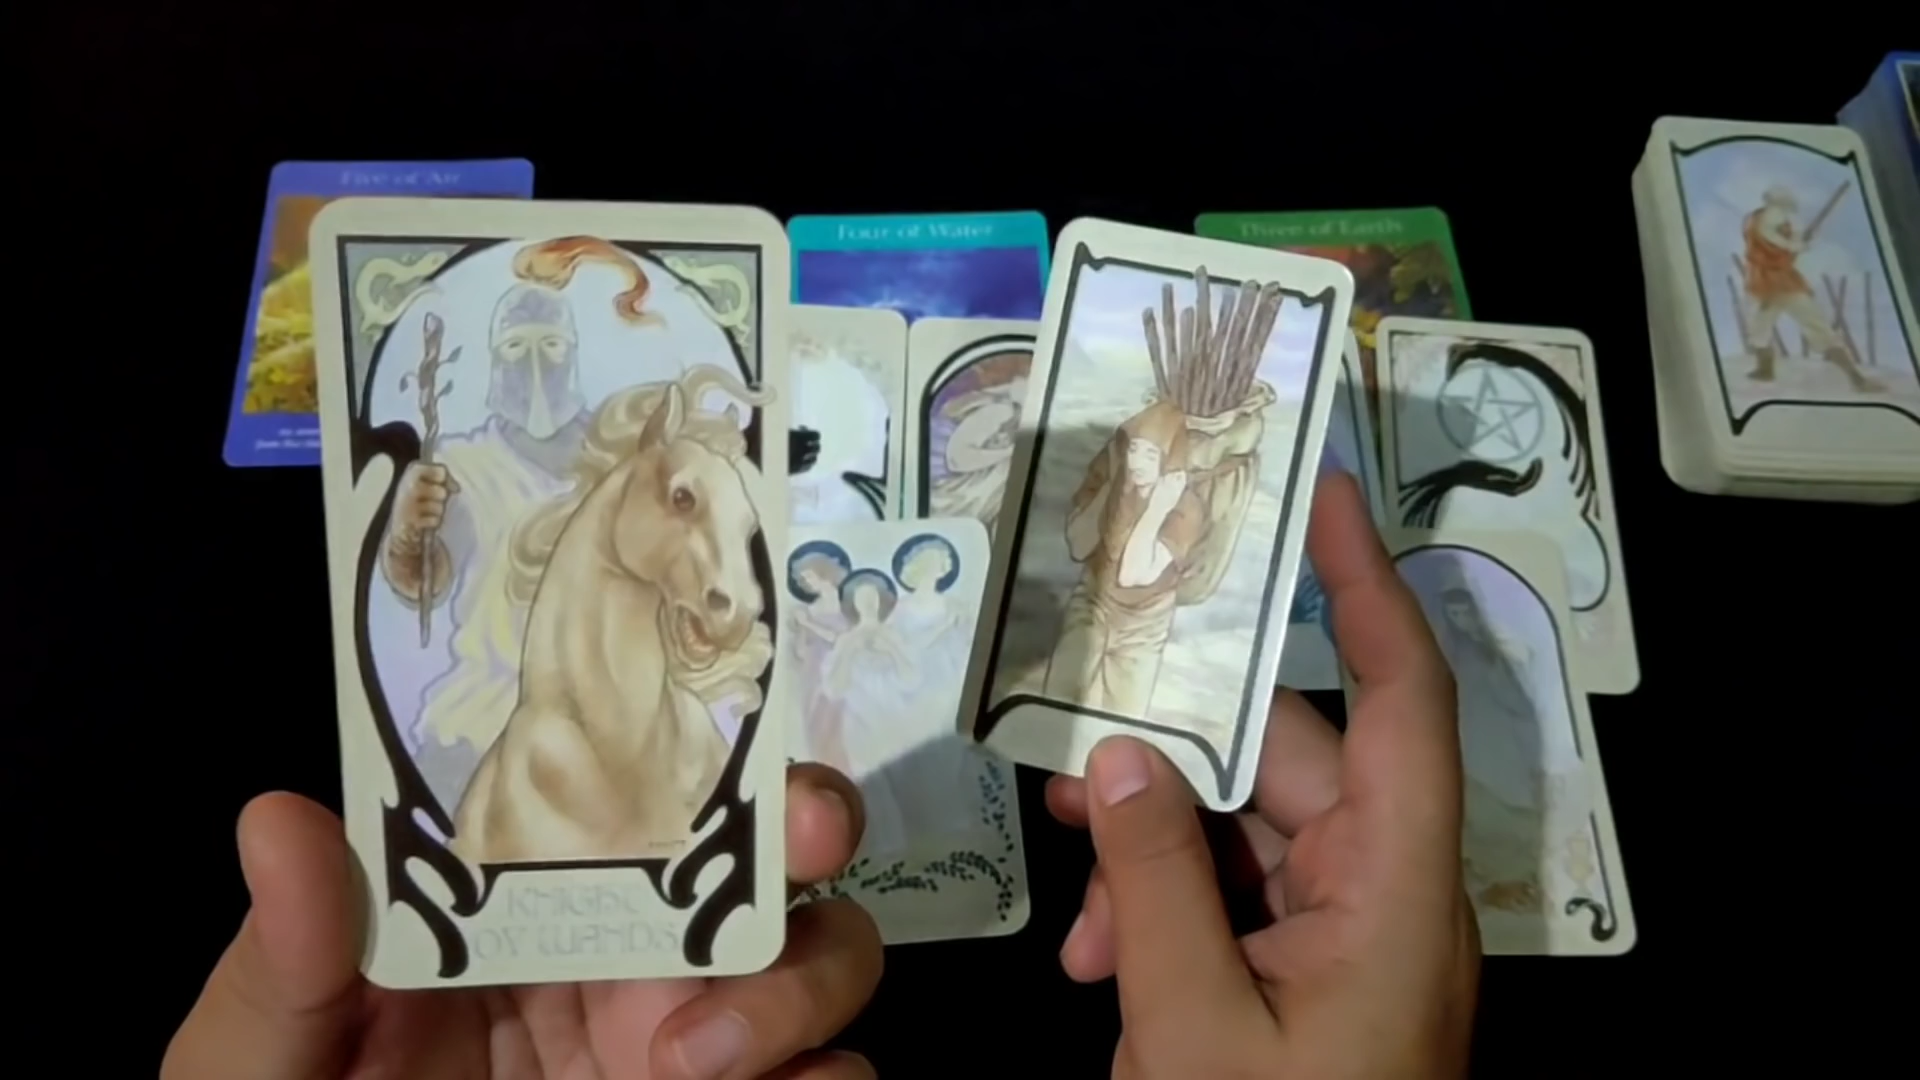 Five of Air
Four of Water
Three of Earth
KNIGHT
OF WANDS